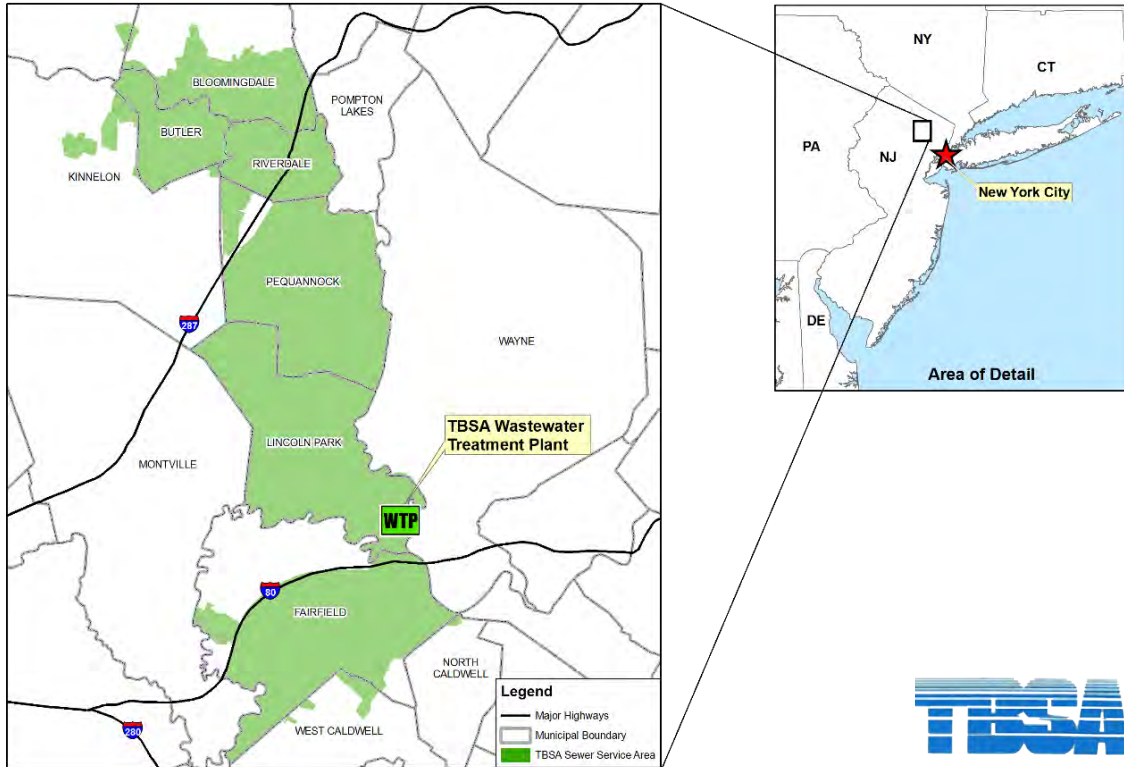 BLOOMINGDALE
POMPTON
LAKES
BUTLER
RIVERDALE
KINNELON
PEQUANNOCK
287
WAYNE
TBSA Wastewater
Treatment Plant
LINCOLN PARK
MONTVILLE
WTP
80
FAIRFIELD
NORTH
CALDWELL
WEST CALDWELL
280
Legend
Major Highways
Municipal Boundary
TBSA Sewer Service Area
NY
CT
PA
NJ
New York City
DE
Area of Detail
TBSA